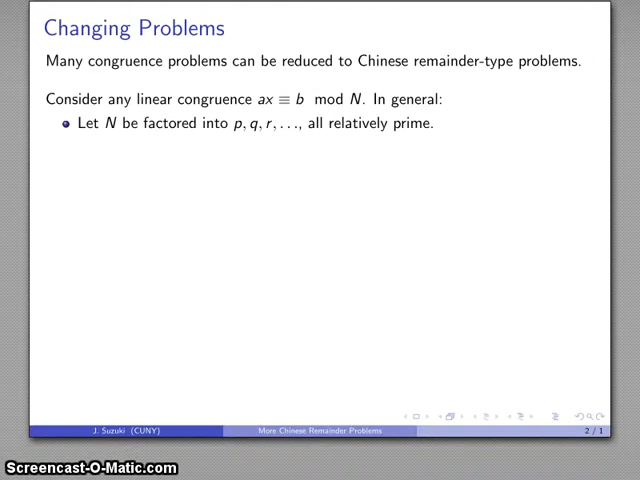 Changing Problems
Many congruence problems can be reduced to Chinese remainder-type problems.
Consider any linear congruence ax ≡ b mod N. In general:
Let N be factored into p, q, r, . . ., all relatively prime.
J. Suzuki (CUNY)
More Chinese Remainder Problems
2 / 1
Screencast-O-Matic.com